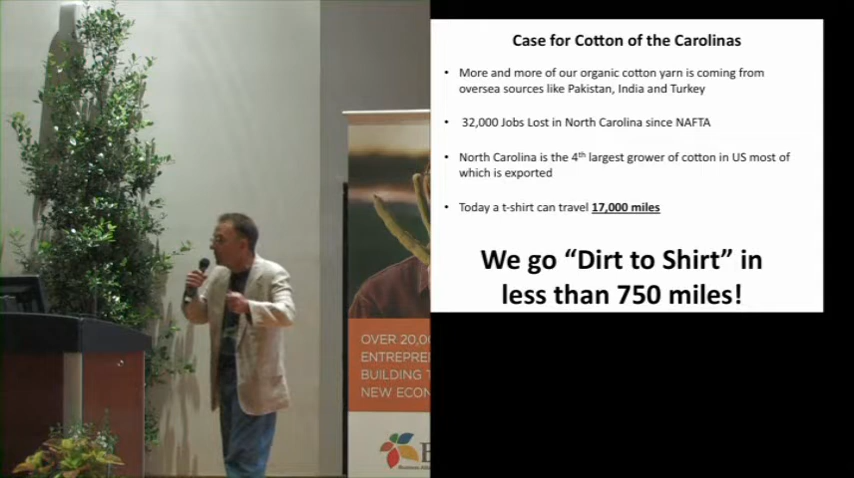 Case for Cotton of the Carolinas
• More and more of our organic cotton yarn is coming from
oversea sources like Pakistan, India and Turkey
• 32,000 Jobs Lost in North Carolina since NAFTA
• North Carolina is the 4th largest grower of cotton in US most of
which is exported
• Today a t-shirt can travel 17,000 miles
We go “Dirt to Shirt” in
less than 750 miles!
OVER 20,0
ENTREPRE
BUILDING
NEW ECON